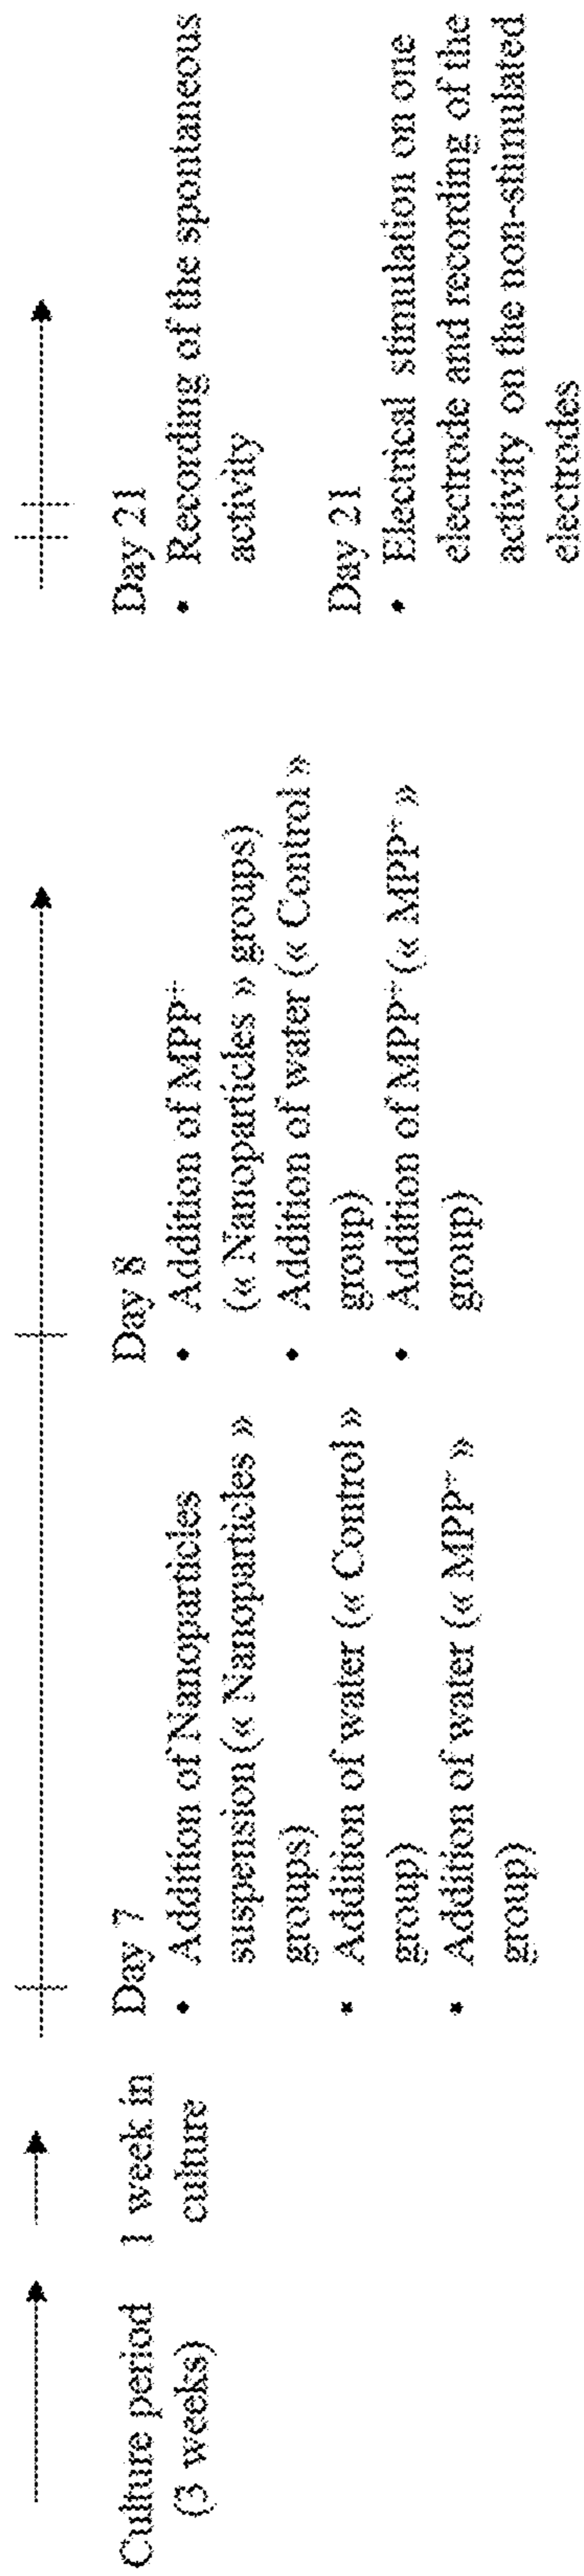 Culture period
(3 weeks)
1 week in
culture
Day 7
• Addition of Nanoparticles
suspension (« Nanoparticles »
groups)
• Addition of water (« Control »
group)
• Addition of water (« MPP⁺ »
group)
Day 8
• Addition of MPP⁺
(« Nanoparticles » groups)
• Addition of water (« Control »
group)
• Addition of MPP⁺ (« MPP⁺ »
group)
Day 21
• Recording of the spontaneous
activity
Day 21
• Electrical stimulation on one
electrode and recording of the
activity on the non-stimulated
electrodes